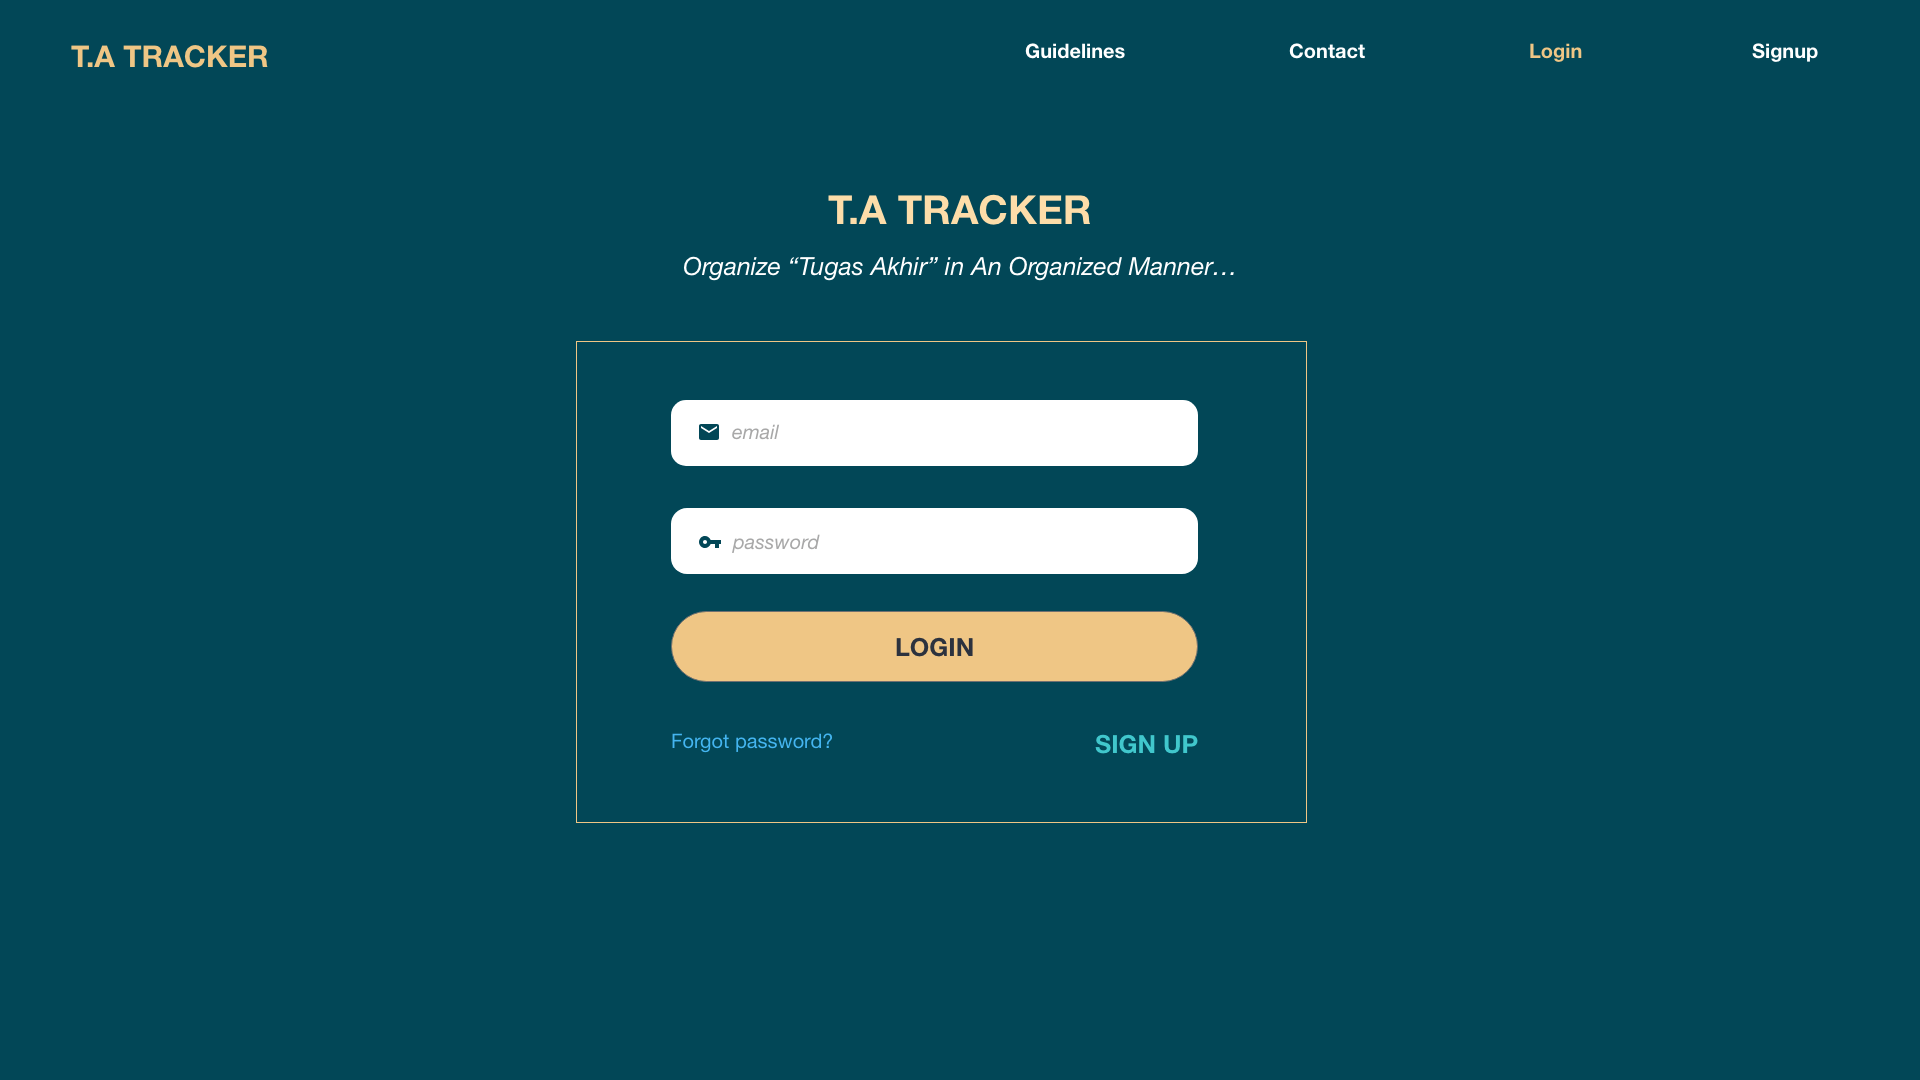 T.A TRACKER
Guidelines
Contact
Login
Signup
T.A TRACKER
Organize “Tugas Akhir” in An Organized Manner…
email
password
LOGIN
Forgot password?
SIGN UP